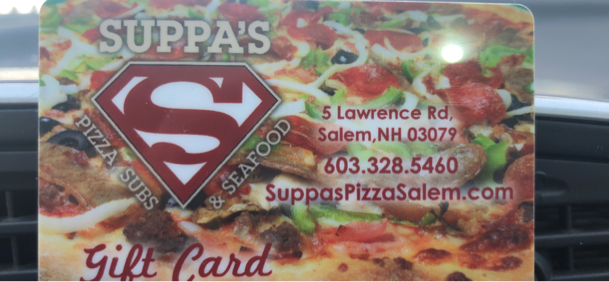 SUPPA'S
S
PIZZA SUBS
& SEAFOOD
5 Lawrence Rd,
Salem,NH 03079
603.328.5460
SuppasPizzaSalem.com
Gift Card